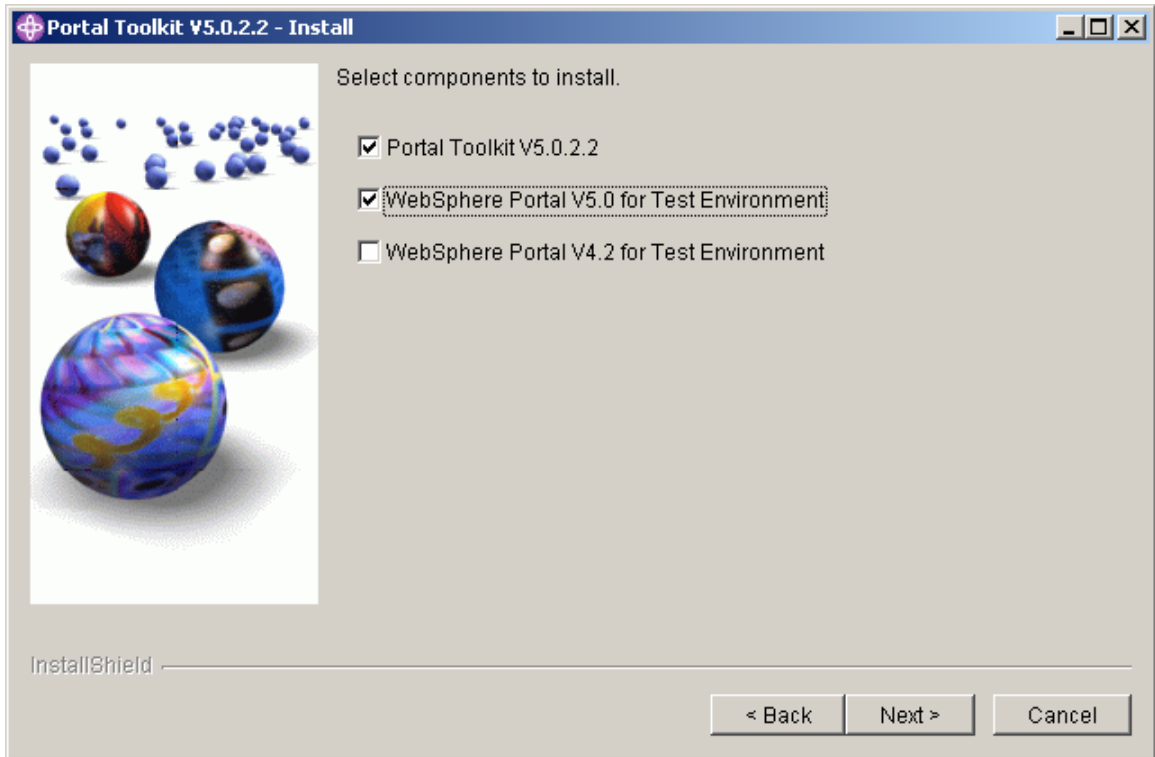 Portal Toolkit V5.0.2.2 - Install
Select components to install.
Portal Toolkit V5.0.2.2
WebSphere Portal V5.0 for Test Environment
WebSphere Portal V4.2 for Test Environment
InstallShield
< Back Next > Cancel